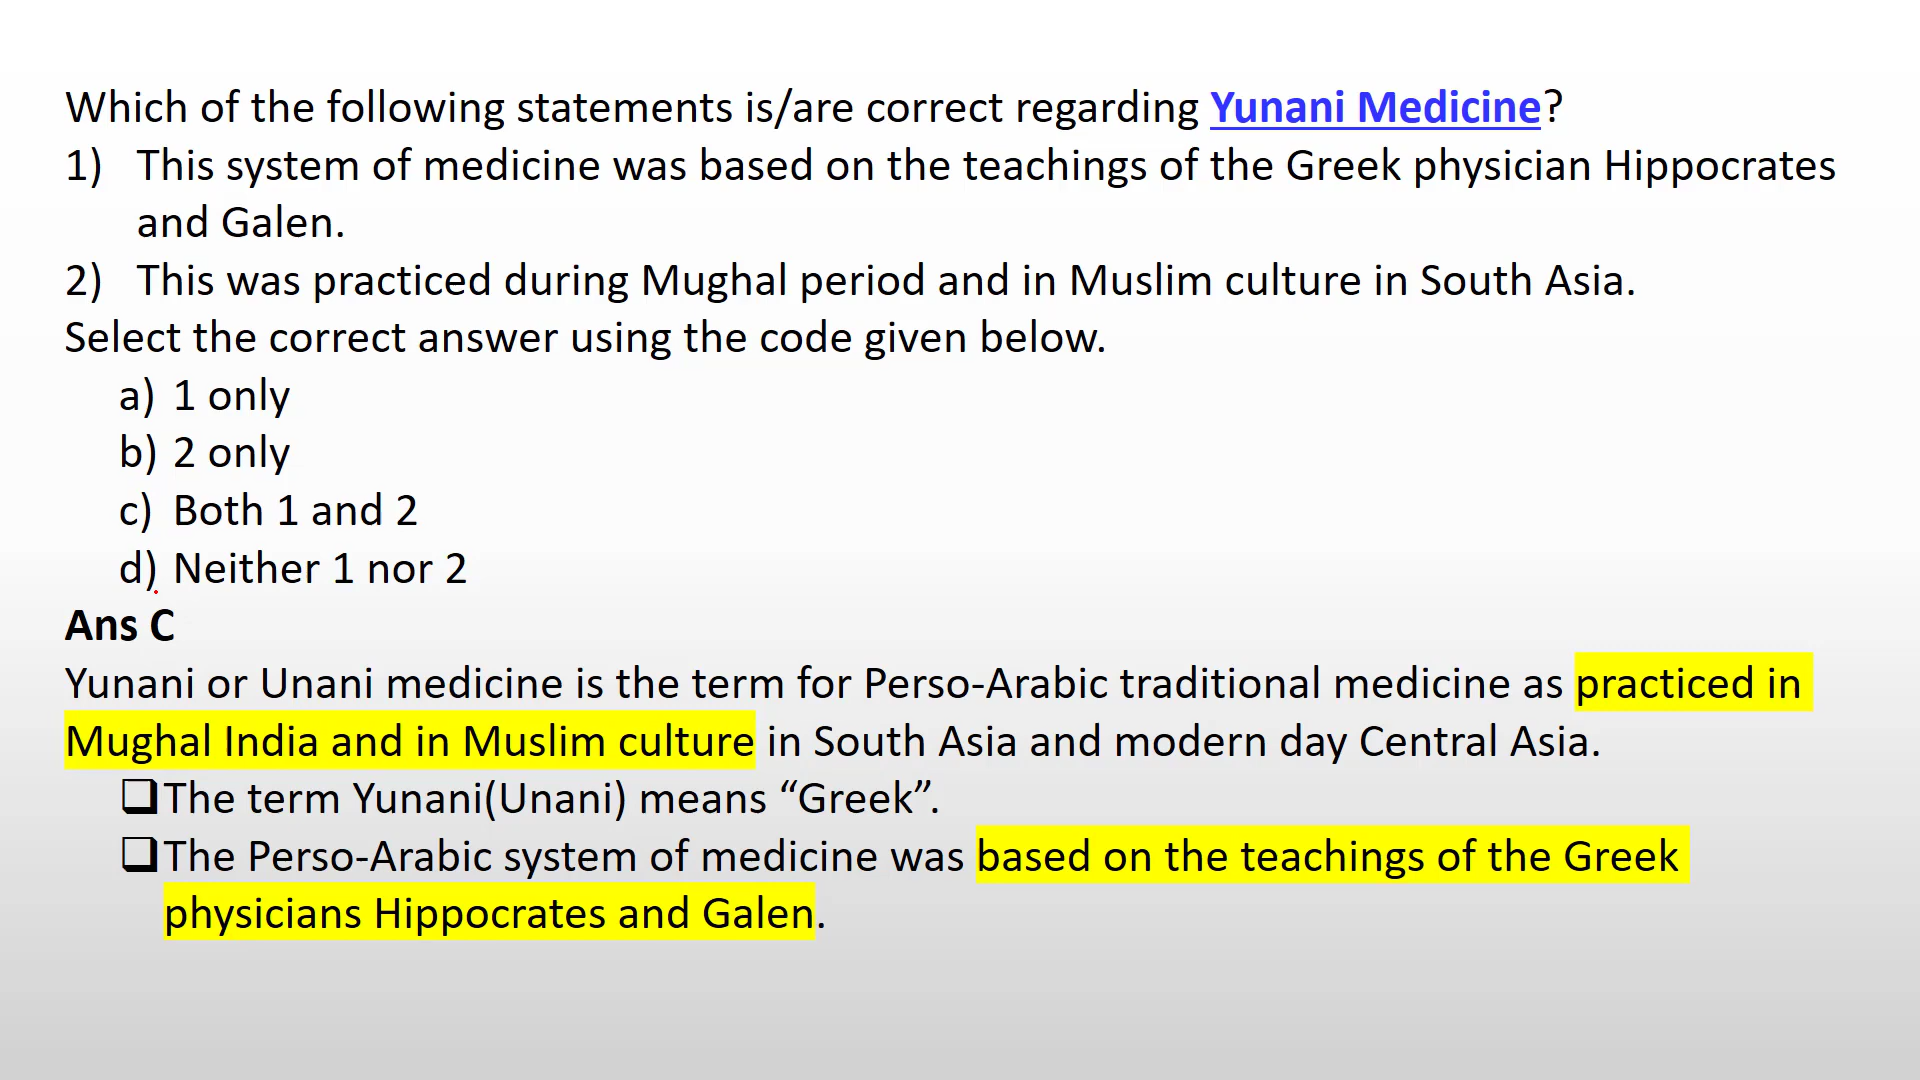 Which of the following statements is/are correct regarding Yunani Medicine?
1) This system of medicine was based on the teachings of the Greek physician Hippocrates
and Galen.
2) This was practiced during Mughal period and in Muslim culture in South Asia.
Select the correct answer using the code given below.
a) 1 only
b) 2 only
c) Both 1 and 2
d) Neither 1 nor 2
Ans C
Yunani or Unani medicine is the term for Perso-Arabic traditional medicine as practiced in
Mughal India and in Muslim culture in South Asia and modern day Central Asia.
❑The term Yunani(Unani) means “Greek”.
❑The Perso-Arabic system of medicine was based on the teachings of the Greek
physicians Hippocrates and Galen.